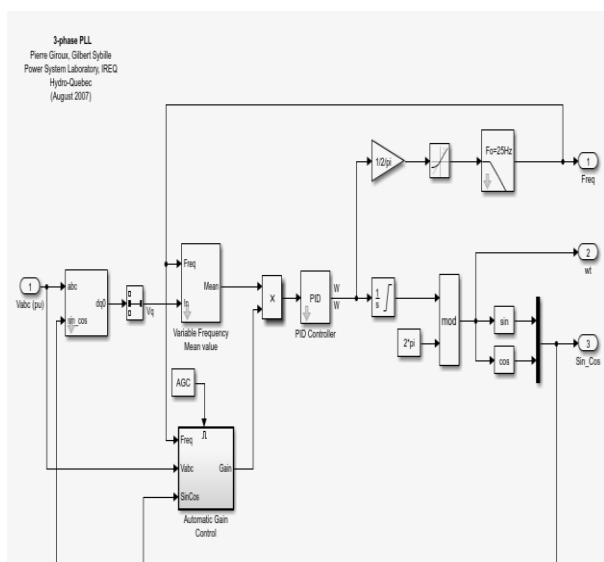 3-phase PLL
Pierre Giroux, Gilbert Sybille
Power System Laboratory, IREQ
Hydro-Quebec
(August 2007)
1/2/pi
Fo=25Hz
1
Freq
2
wt
1
Vabc (pu)
abc
dq0
sin_cos
Vq
Freq
In
Mean
Variable Frequency
Mean value
X
PID
W
W
PID Controller
1
s
2*pi
mod
sin
cos
3
Sin_Cos
AGC
Freq
Vabc
SinCos
Gain
Automatic Gain
Control